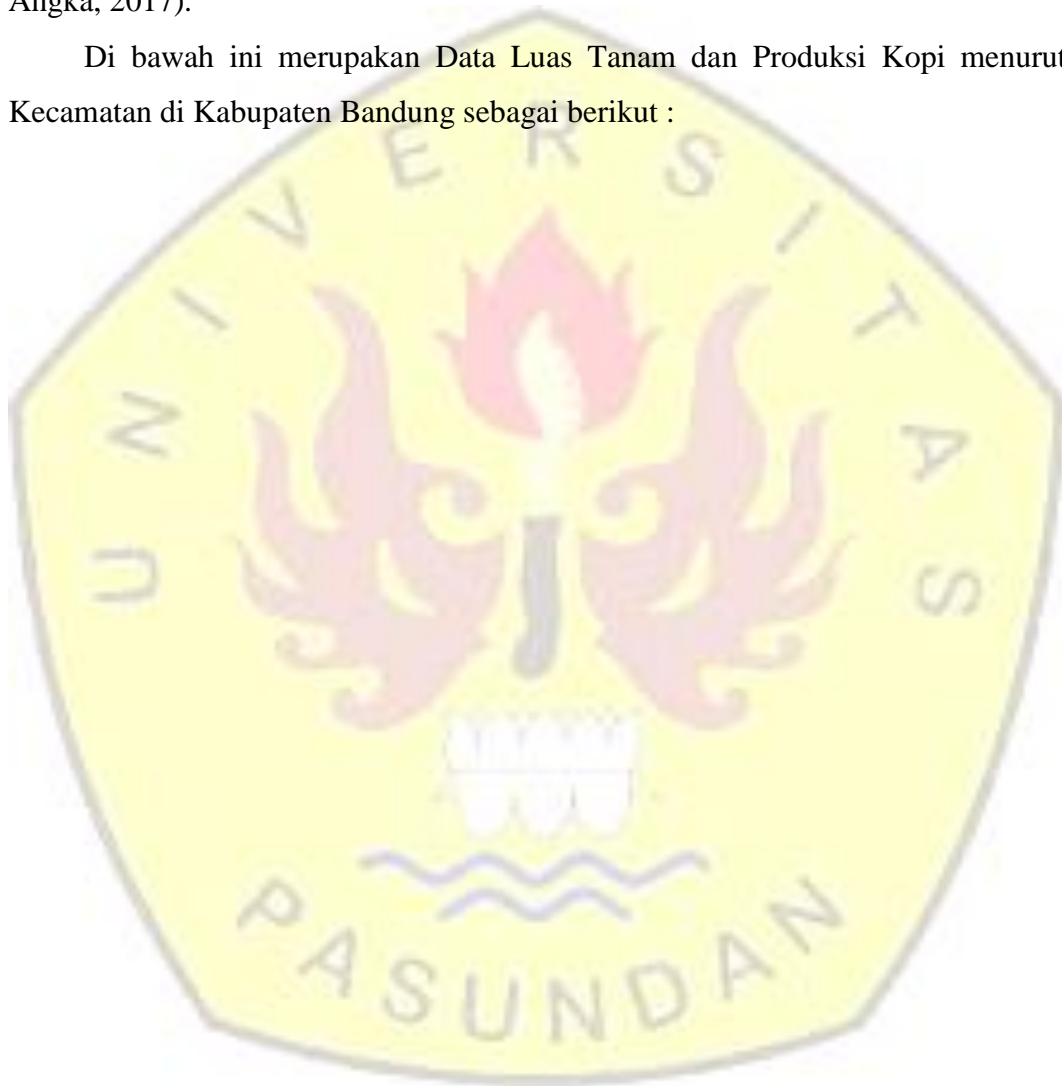 Angka, 2017).
Di bawah ini merupakan Data Luas Tanam dan Produksi Kopi menurut
Kecamatan di Kabupaten Bandung sebagai berikut :
UNIVERSITAS
PASUNDAN